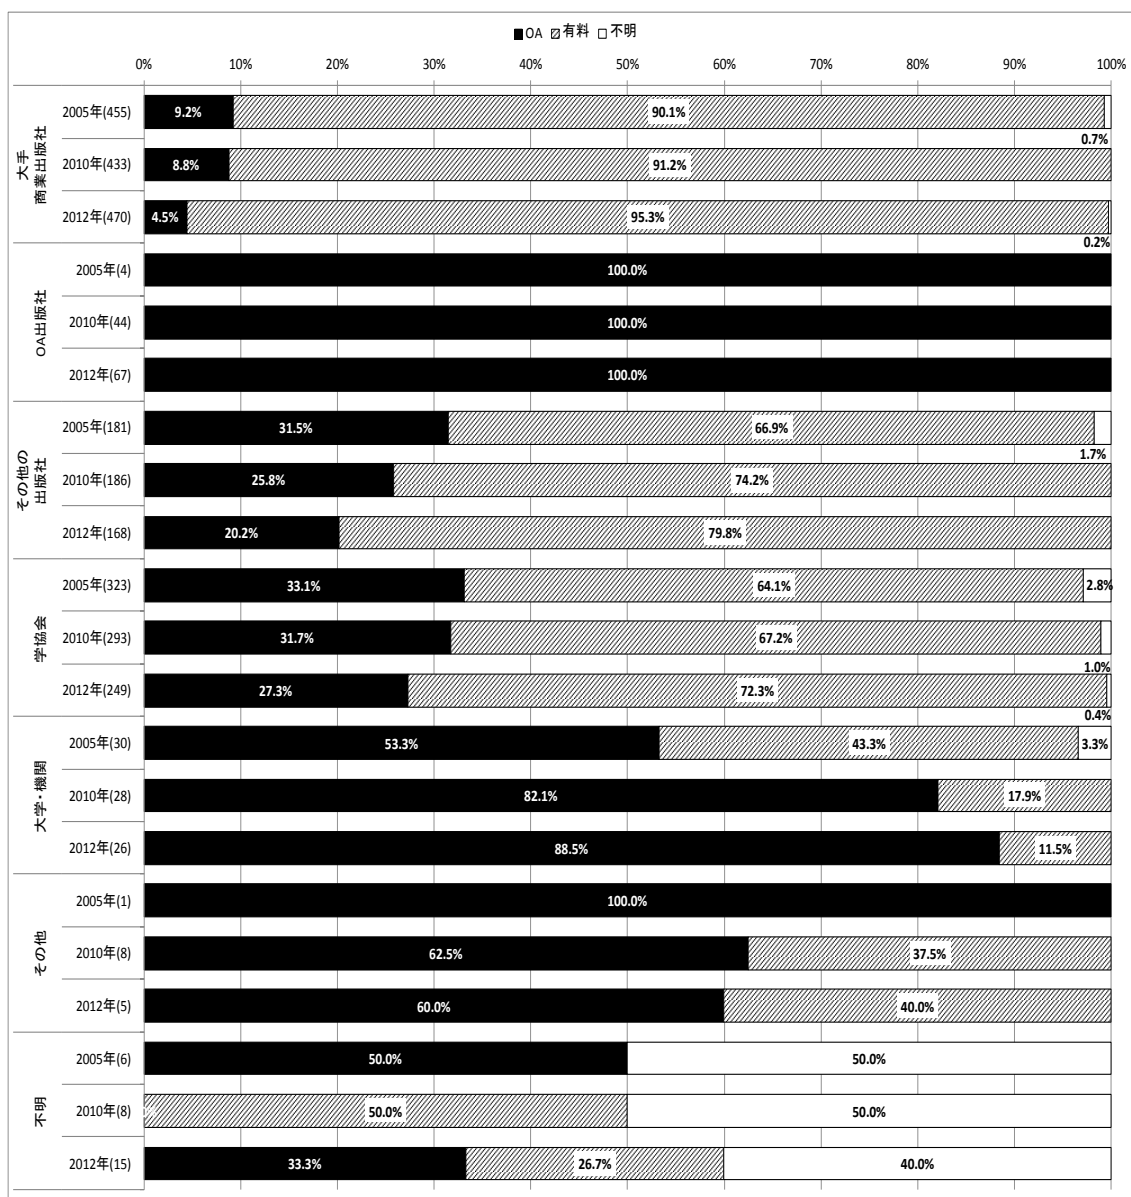 ■OA ▨有料 □不明
0% 10% 20% 30% 40% 50% 60% 70% 80% 90% 100%
大手
商業出版社
2005年(455) 9.2% 90.1% 0.7%
2010年(433) 8.8% 91.2%
2012年(470) 4.5% 95.3% 0.2%
OA出版社
2005年(4) 100.0%
2010年(44) 100.0%
2012年(67) 100.0%
その他の
出版社
2005年(181) 31.5% 66.9% 1.7%
2010年(186) 25.8% 74.2%
2012年(168) 20.2% 79.8%
学協会
2005年(323) 33.1% 64.1% 2.8%
2010年(293) 31.7% 67.2% 1.0%
2012年(249) 27.3% 72.3% 0.4%
大学・機関
2005年(30) 53.3% 43.3% 3.3%
2010年(28) 82.1% 17.9%
2012年(26) 88.5% 11.5%
その他
2005年(1) 100.0%
2010年(8) 62.5% 37.5%
2012年(5) 60.0% 40.0%
不明
2005年(6) 50.0% 50.0%
2010年(8) 50.0% 50.0%
2012年(15) 33.3% 26.7% 40.0%